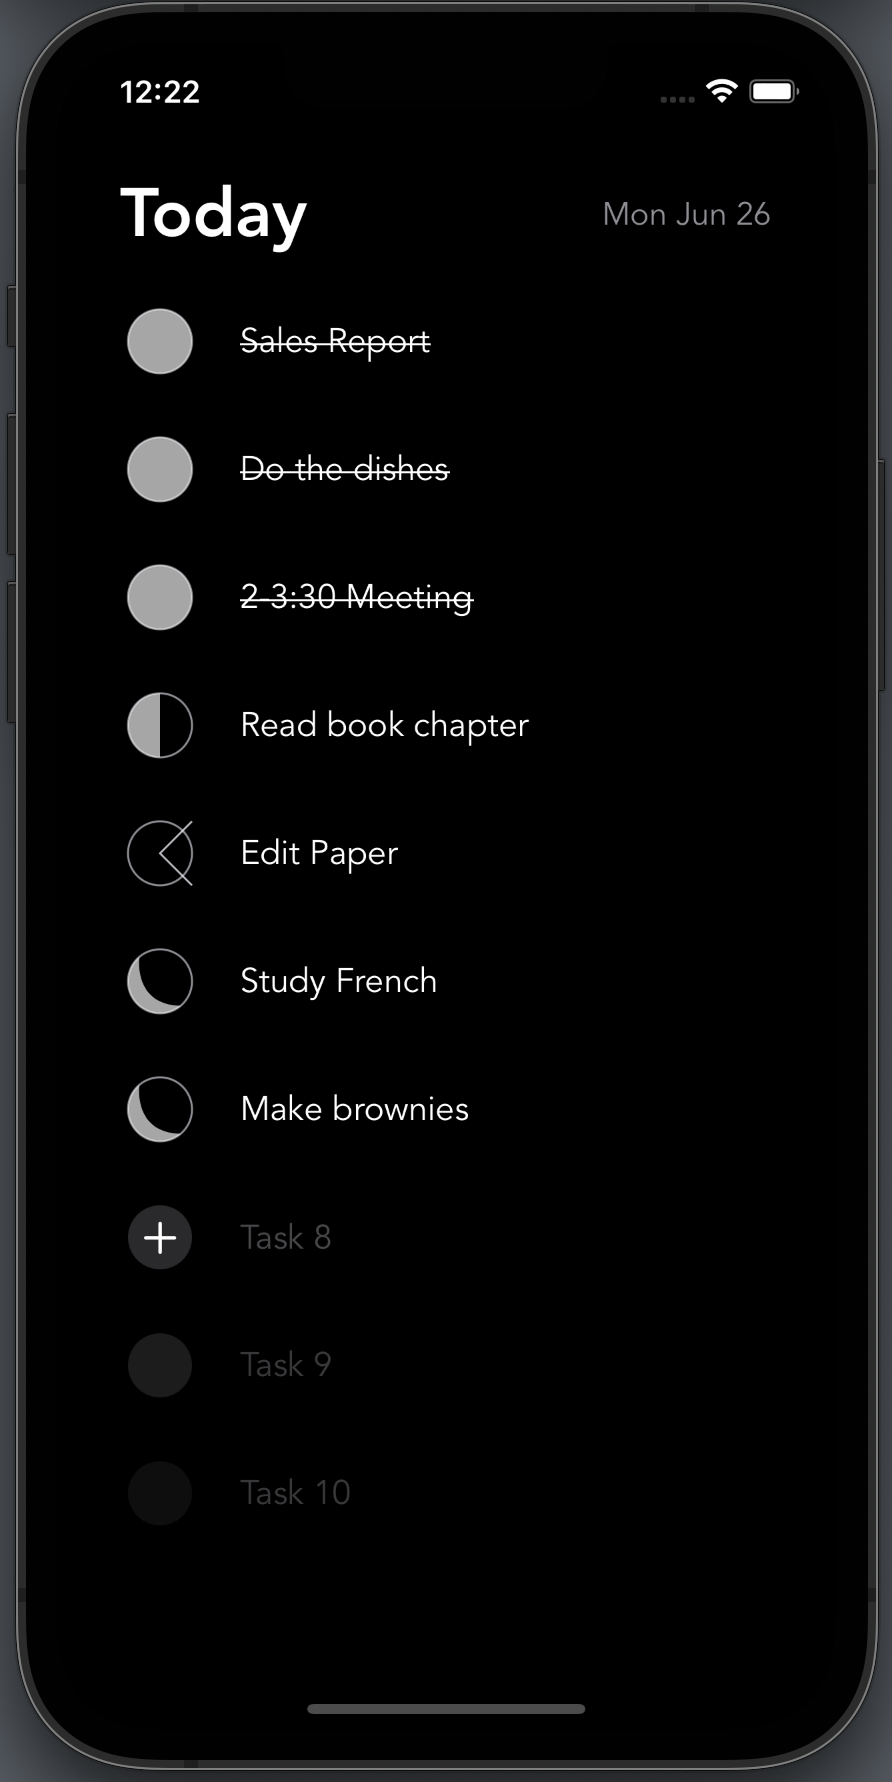 12:22
Today
Mon Jun 26
Sales Report
Do the dishes
2-3:30 Meeting
Read book chapter
Edit Paper
Study French
Make brownies
Task 8
Task 9
Task 10